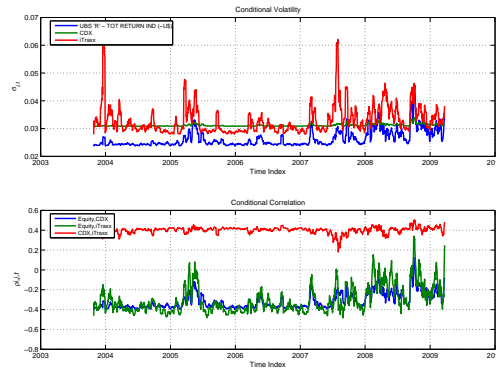 Conditional Volatility
0.07
0.06
0.05
0.04
0.03
0.02
σi,t
UBS 'R' - TOT RETURN IND (~U$)
CDX
iTraxx
2003 2004 2005 2006 2007 2008 2009 20
Time Index
Conditional Correlation
0.6
0.4
0.2
0
−0.2
−0.4
−0.6
−0.8
Equity,CDX
Equity,iTraxx
CDX,iTraxx
2003 2004 2005 2006 2007 2008 2009 20
Time Index